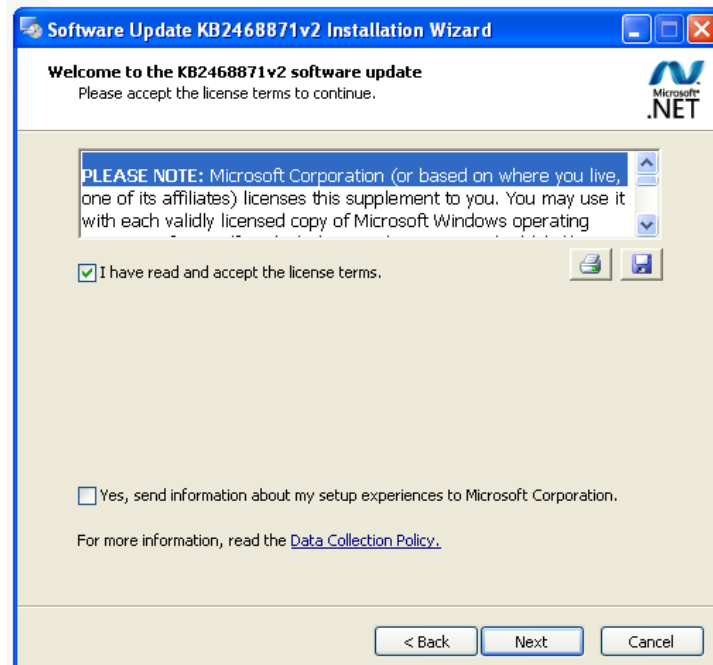 Software Update KB2468871v2 Installation Wizard
Welcome to the KB2468871v2 software update
Please accept the license terms to continue.
Microsoft®
.NET
PLEASE NOTE: Microsoft Corporation (or based on where you live,
one of its affiliates) licenses this supplement to you. You may use it
with each validly licensed copy of Microsoft Windows operating
I have read and accept the license terms.
Yes, send information about my setup experiences to Microsoft Corporation.
For more information, read the Data Collection Policy.
< Back
Next
Cancel